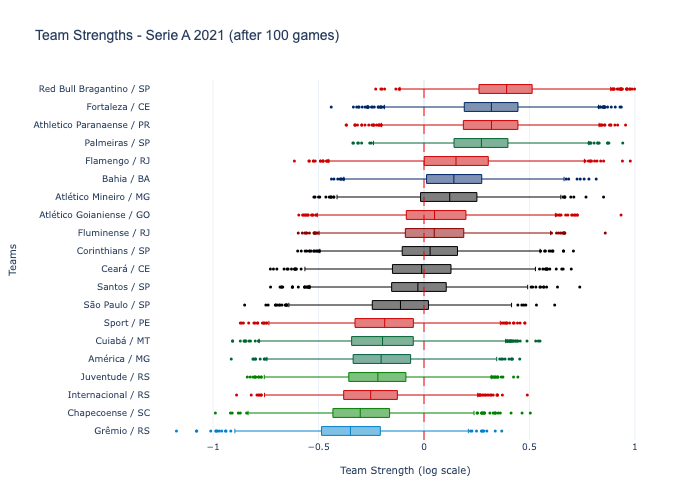 Team Strengths - Serie A 2021 (after 100 games)
Red Bull Bragantino / SP
Fortaleza / CE
Athletico Paranaense / PR
Palmeiras / SP
Flamengo / RJ
Bahia / BA
Atlético Mineiro / MG
Atlético Goianiense / GO
Fluminense / RJ
Corinthians / SP
Ceará / CE
Santos / SP
São Paulo / SP
Sport / PE
Cuiabá / MT
América / MG
Juventude / RS
Internacional / RS
Chapecoense / SC
Grêmio / RS
Teams
−1
−0.5
0
0.5
1
Team Strength (log scale)